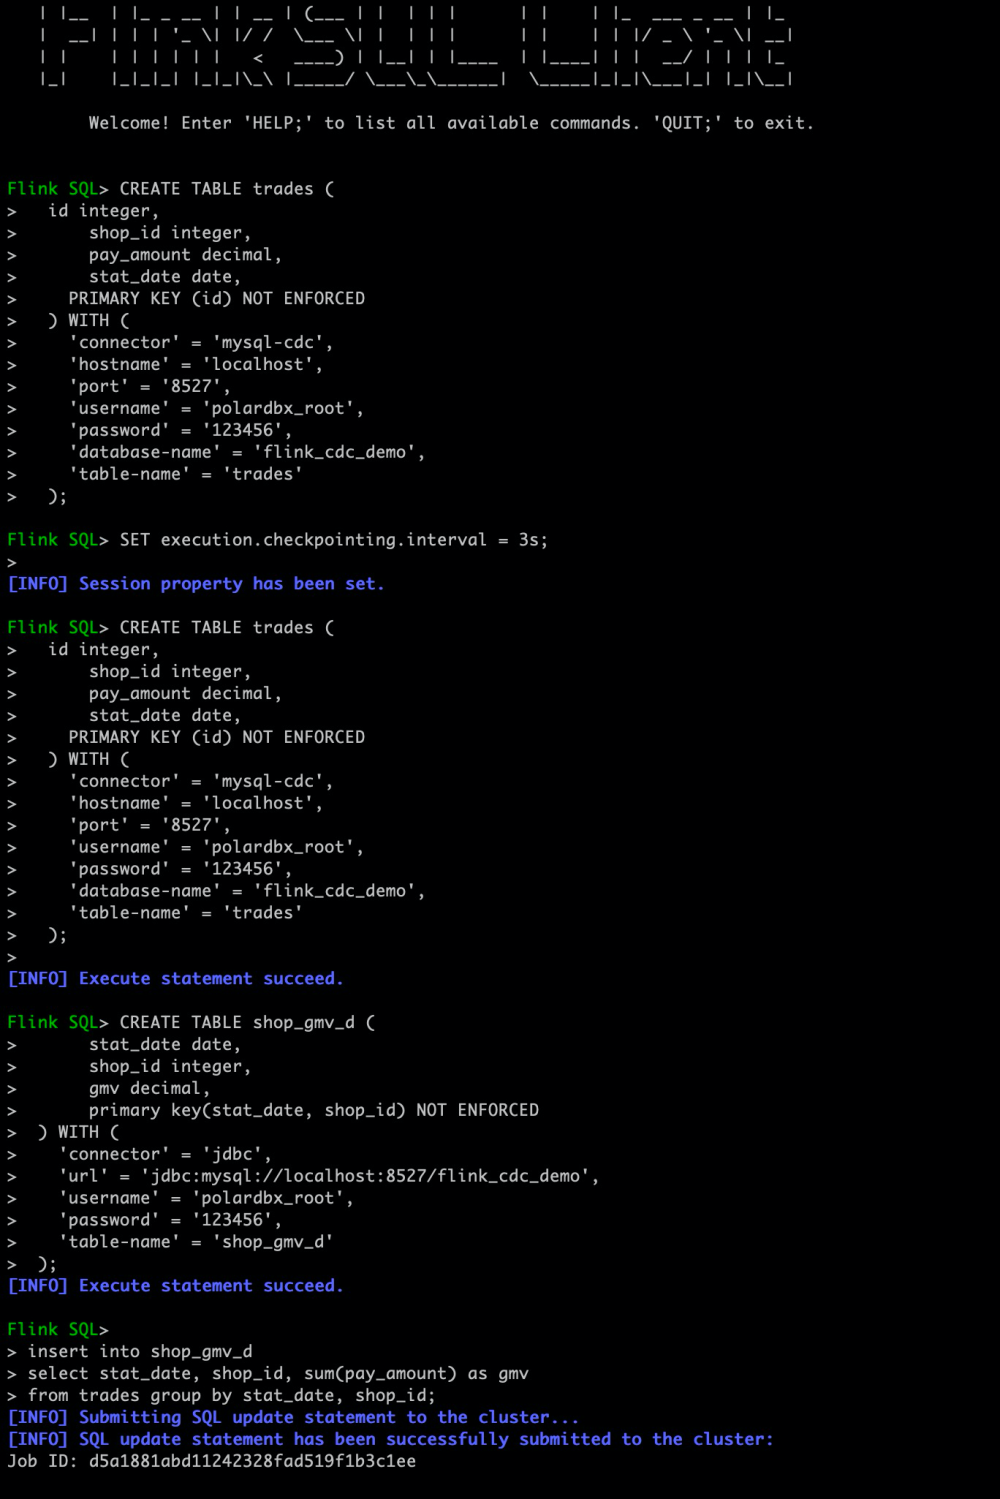 Flink SQL Client
Welcome! Enter 'HELP;' to list all available commands. 'QUIT;' to exit.
Flink SQL> CREATE TABLE trades (
>   id integer,
>       shop_id integer,
>       pay_amount decimal,
>       stat_date date,
>     PRIMARY KEY (id) NOT ENFORCED
>   ) WITH (
>     'connector' = 'mysql-cdc',
>     'hostname' = 'localhost',
>     'port' = '8527',
>     'username' = 'polardbx_root',
>     'password' = '123456',
>     'database-name' = 'flink_cdc_demo',
>     'table-name' = 'trades'
>   );
Flink SQL> SET execution.checkpointing.interval = 3s;
>
[INFO] Session property has been set.
Flink SQL> CREATE TABLE trades (
>   id integer,
>       shop_id integer,
>       pay_amount decimal,
>       stat_date date,
>     PRIMARY KEY (id) NOT ENFORCED
>   ) WITH (
>     'connector' = 'mysql-cdc',
>     'hostname' = 'localhost',
>     'port' = '8527',
>     'username' = 'polardbx_root',
>     'password' = '123456',
>     'database-name' = 'flink_cdc_demo',
>     'table-name' = 'trades'
>   );
>
[INFO] Execute statement succeed.
Flink SQL> CREATE TABLE shop_gmv_d (
>       stat_date date,
>       shop_id integer,
>       gmv decimal,
>       primary key(stat_date, shop_id) NOT ENFORCED
>  ) WITH (
>    'connector' = 'jdbc',
>    'url' = 'jdbc:mysql://localhost:8527/flink_cdc_demo',
>    'username' = 'polardbx_root',
>    'password' = '123456',
>    'table-name' = 'shop_gmv_d'
>  );
[INFO] Execute statement succeed.
Flink SQL>
> insert into shop_gmv_d
> select stat_date, shop_id, sum(pay_amount) as gmv
> from trades group by stat_date, shop_id;
[INFO] Submitting SQL update statement to the cluster...
[INFO] SQL update statement has been successfully submitted to the cluster:
Job ID: d5a1881abd11242328fad519f1b3c1ee